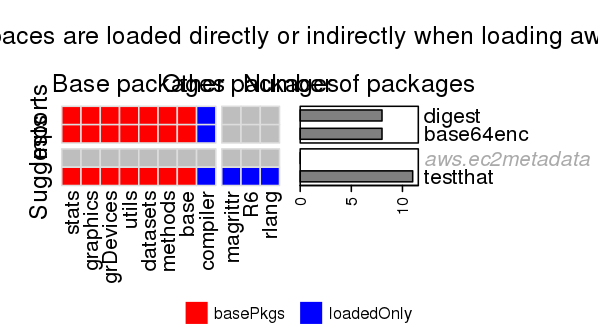 paces are loaded directly or indirectly when loading aw
Base packages Other packages Number of packages
Imports
Suggests
digest
base64enc
aws.ec2metadata
testthat
0 5 10
stats graphics grDevices utils datasets methods base compiler magrittr R6 rlang
basePkgs loadedOnly